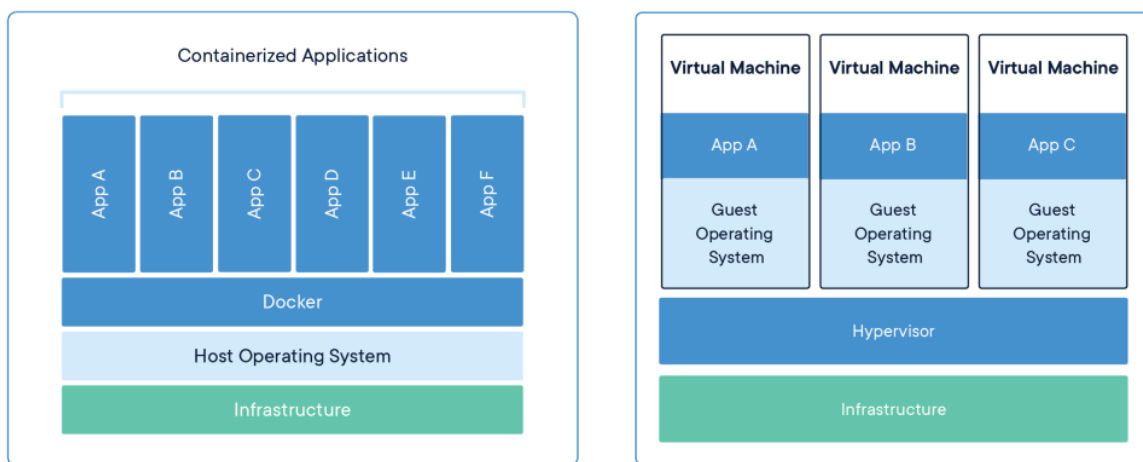 Containerized Applications
App A
App B
App C
App D
App E
App F
Docker
Host Operating System
Infrastructure
Virtual Machine
Virtual Machine
Virtual Machine
App A
App B
App C
Guest
Operating
System
Guest
Operating
System
Guest
Operating
System
Hypervisor
Infrastructure